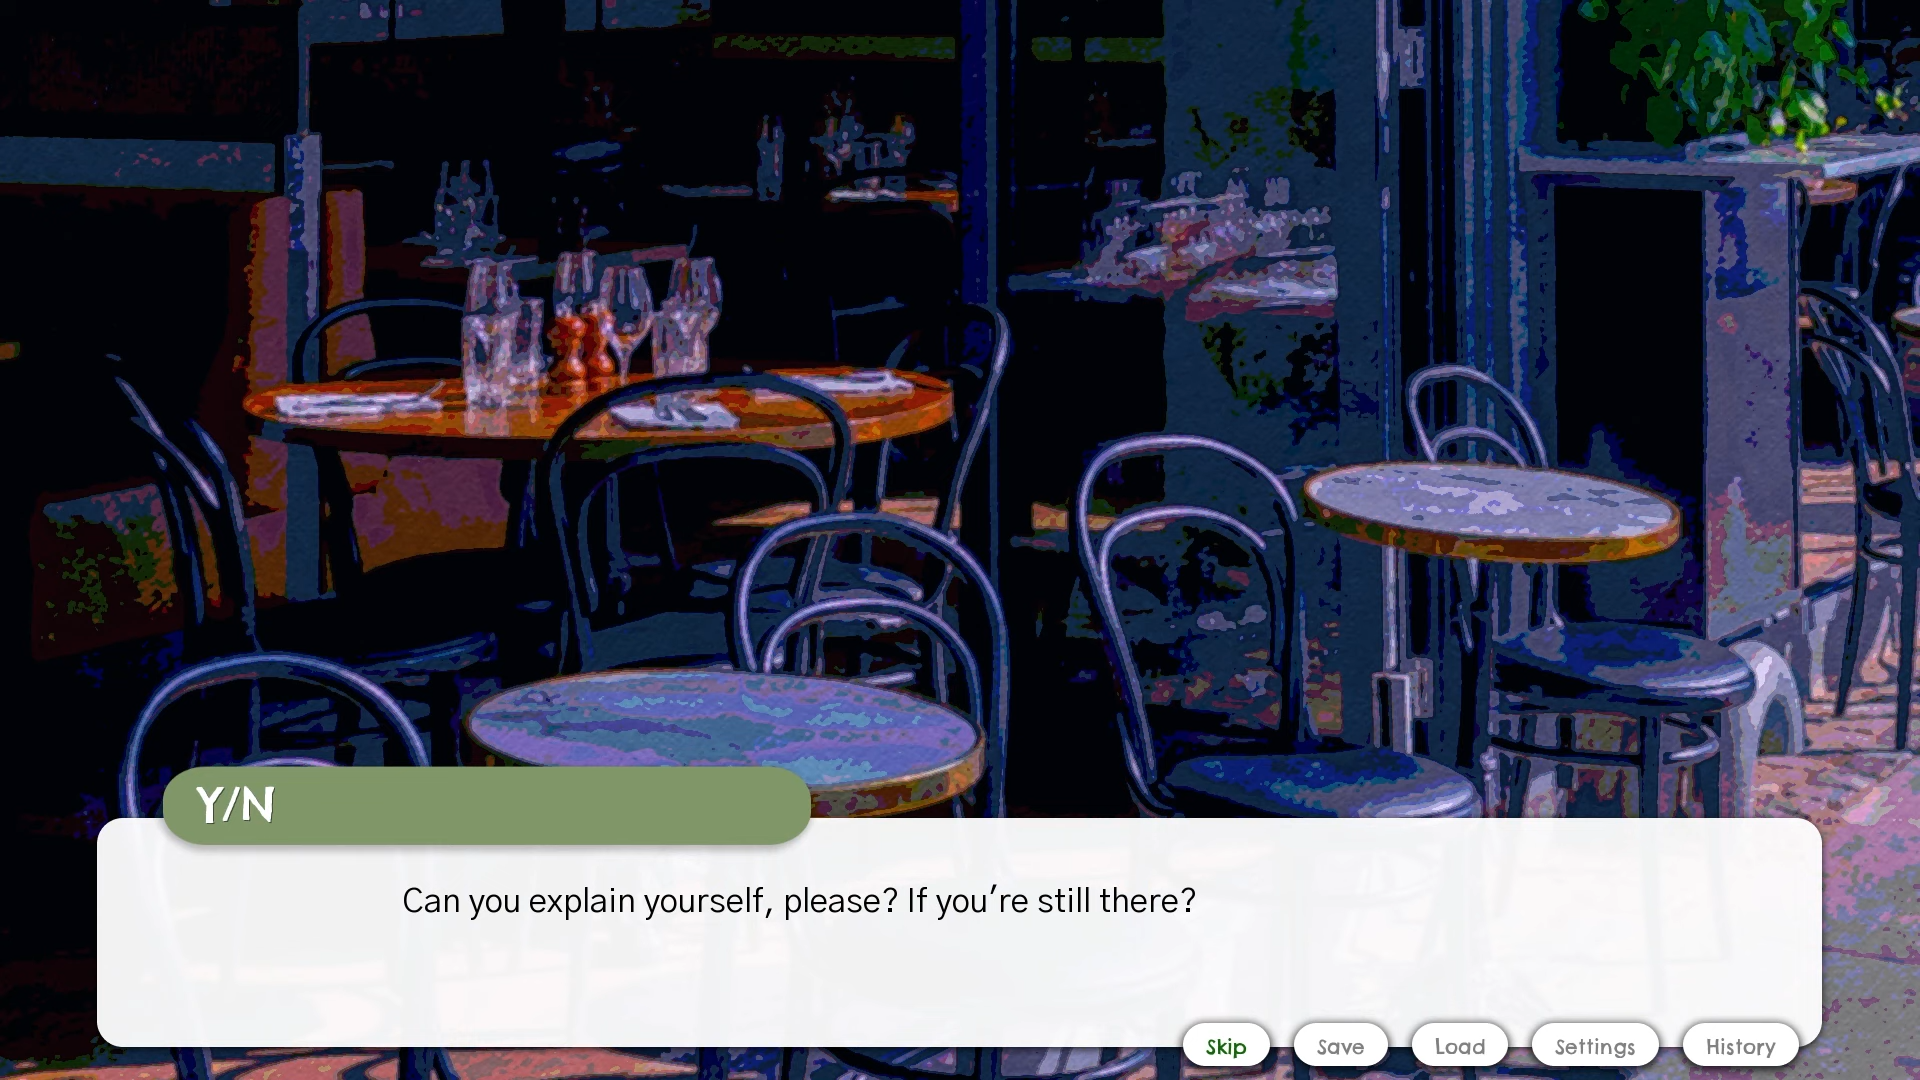 Y/N
Can you explain yourself, please? If you're still there?
Skip Save Load Settings History